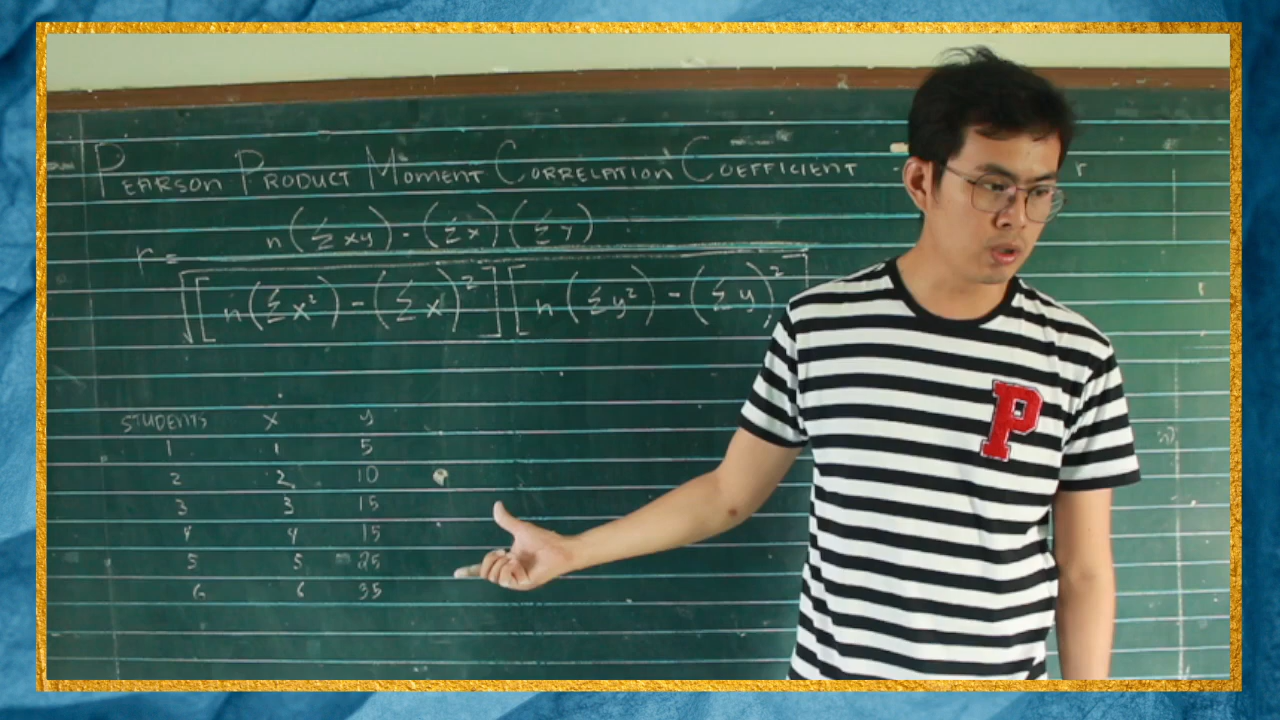 PEARSON PRODUCT MOMENT CORRELATION COEFFICIENT - r
r = n(Σxy) - (Σx)(Σy)
√[n(Σx²) - (Σx)²][n(Σy²) - (Σy)²]
STUDENTS x y
1 1 5
2 2 10
3 3 15
4 4 15
5 5 25
6 6 35
P